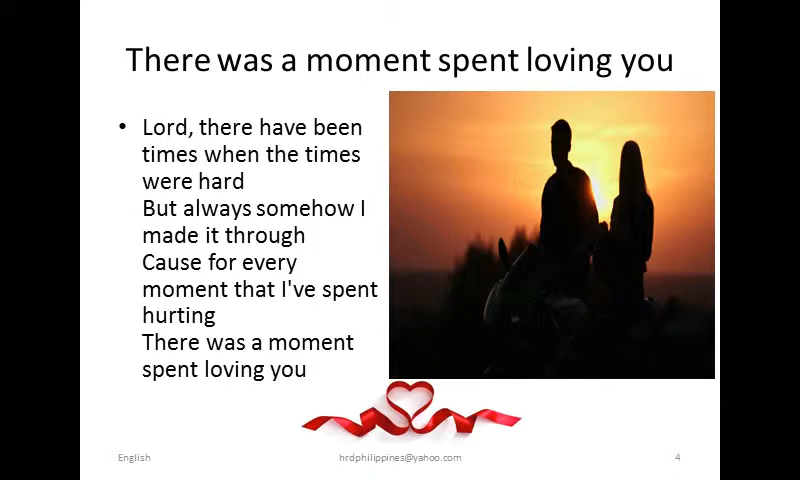 There was a moment spent loving you
• Lord, there have been
times when the times
were hard
But always somehow I
made it through
Cause for every
moment that I've spent
hurting
There was a moment
spent loving you
English
hrdphilippines@yahoo.com
4